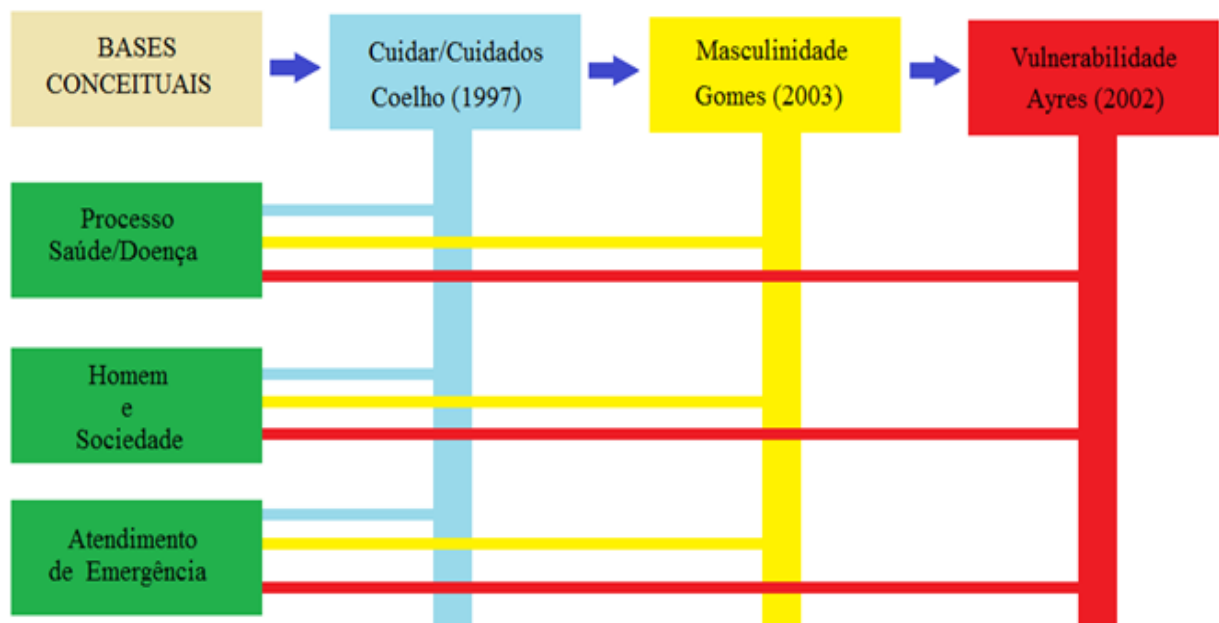 BASES
CONCEITUAIS
Cuidar/Cuidados
Coelho (1997)
Masculinidade
Gomes (2003)
Vulnerabilidade
Ayres (2002)
Processo
Saúde/Doença
Homem
e
Sociedade
Atendimento
de Emergência